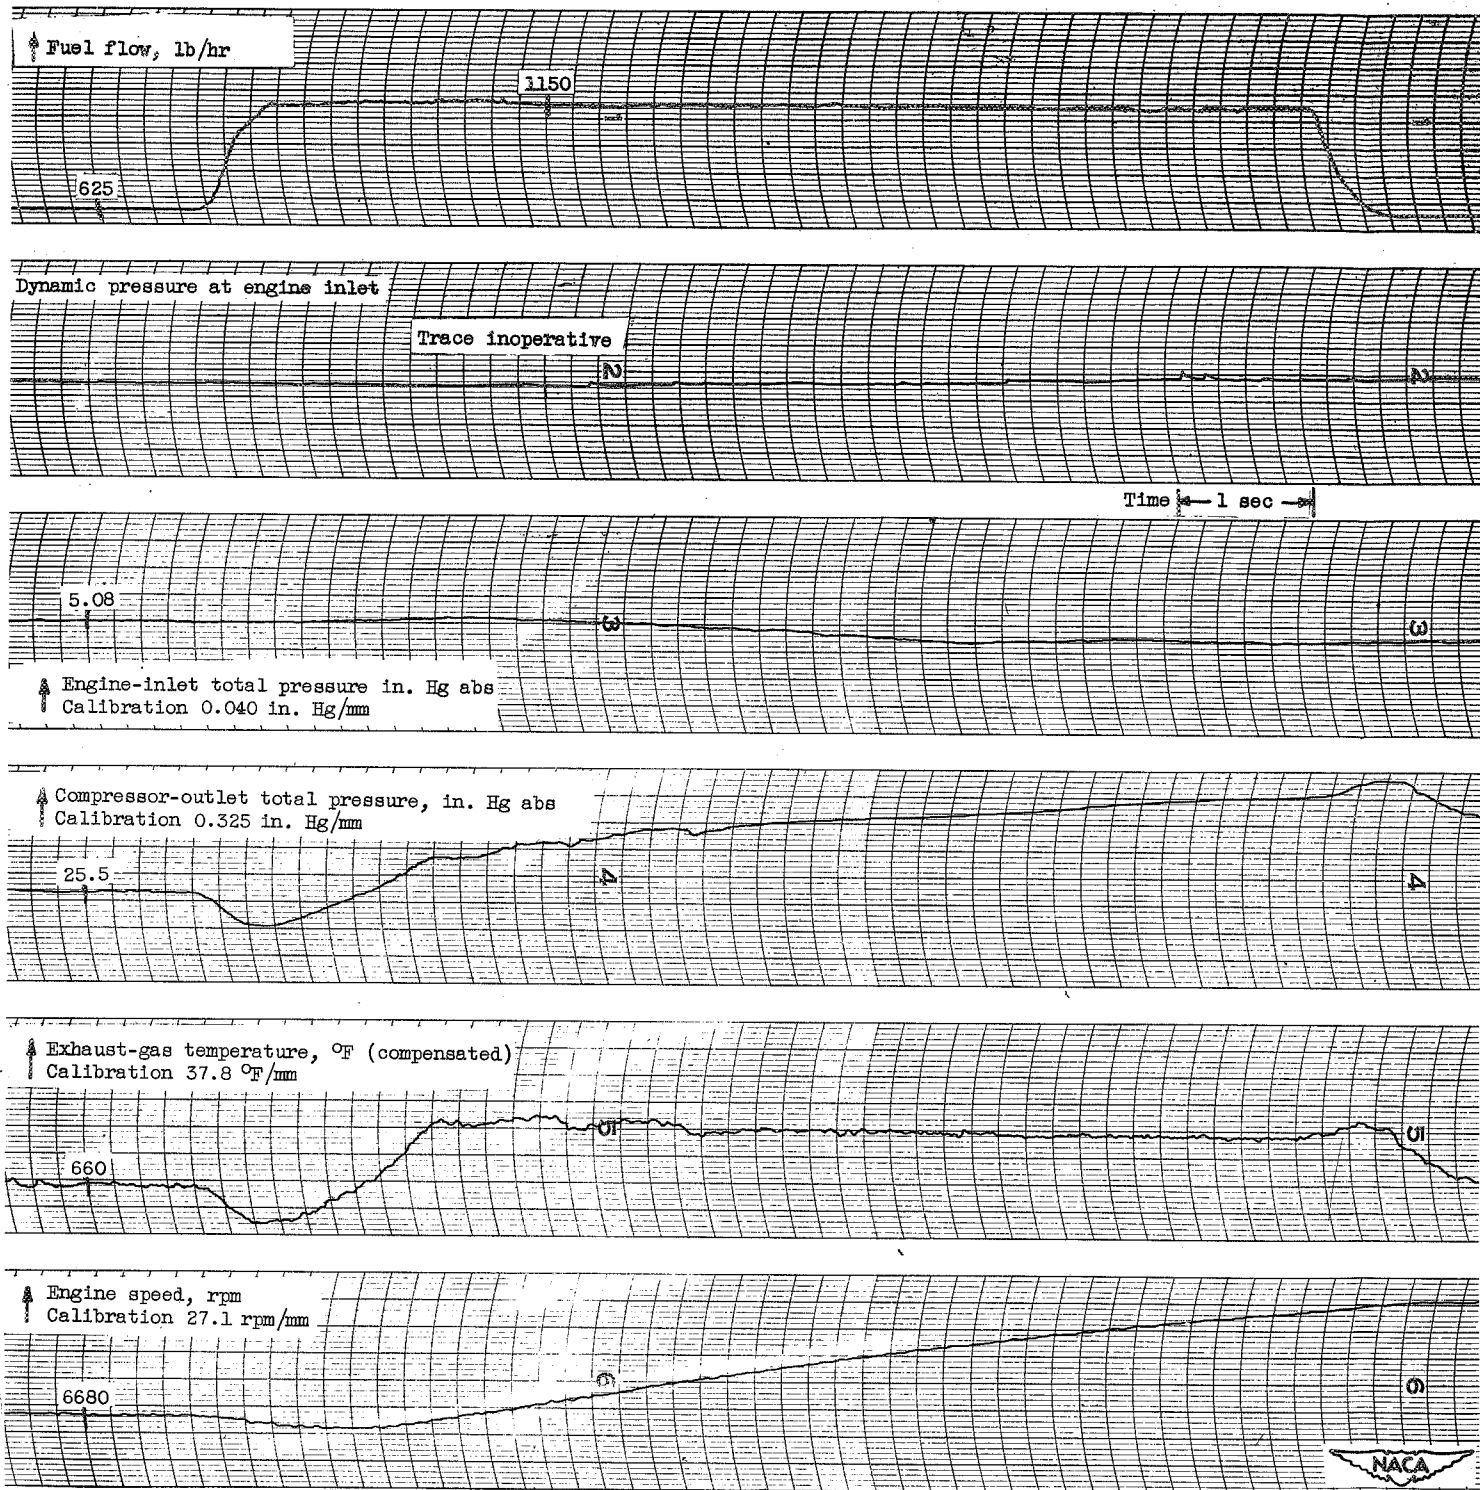 Fuel flow, lb/hr
1150
625
1
1
Dynamic pressure at engine inlet
Trace inoperative
2
2
Time 1 sec
5.08
3
3
Engine-inlet total pressure in. Hg abs
Calibration 0.040 in. Hg/mm
Compressor-outlet total pressure, in. Hg abs
Calibration 0.325 in. Hg/mm
25.5
4
4
Exhaust-gas temperature, °F (compensated)
Calibration 37.8 °F/mm
5
5
660
Engine speed, rpm
Calibration 27.1 rpm/mm
6
6
6680
NACA